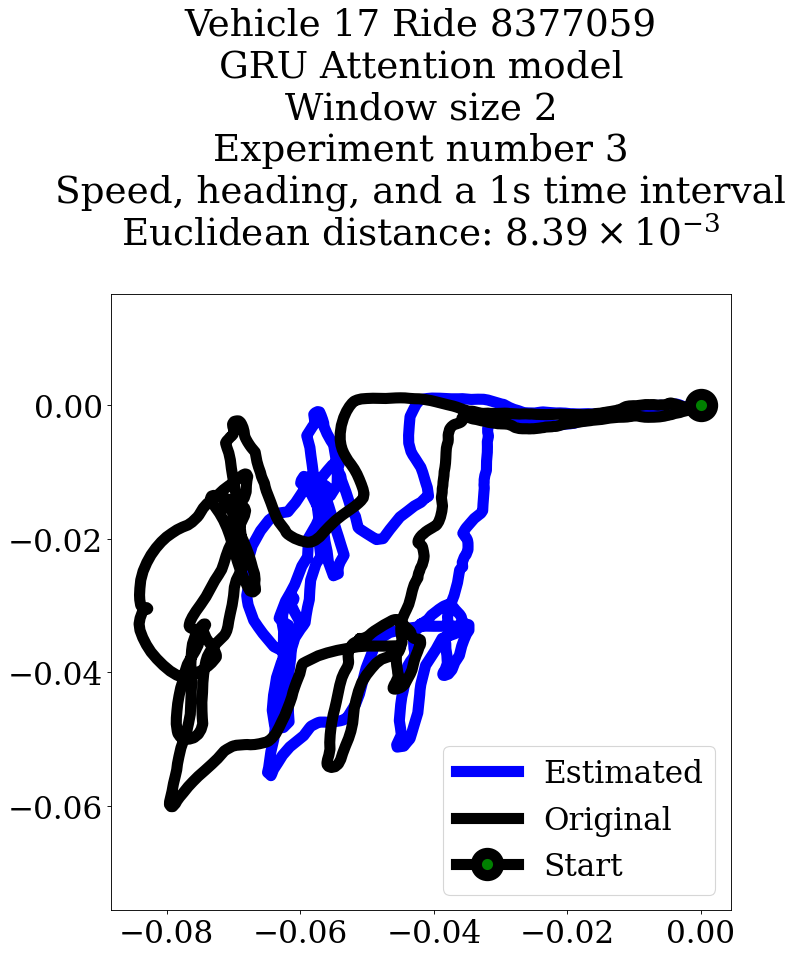 Vehicle 17 Ride 8377059
GRU Attention model
Window size 2
Experiment number 3
Speed, heading, and a 1s time interval
Euclidean distance: 8.39 × 10⁻³
0.00
−0.02
−0.04
−0.06
Estimated
Original
Start
−0.08
−0.06
−0.04
−0.02
0.00